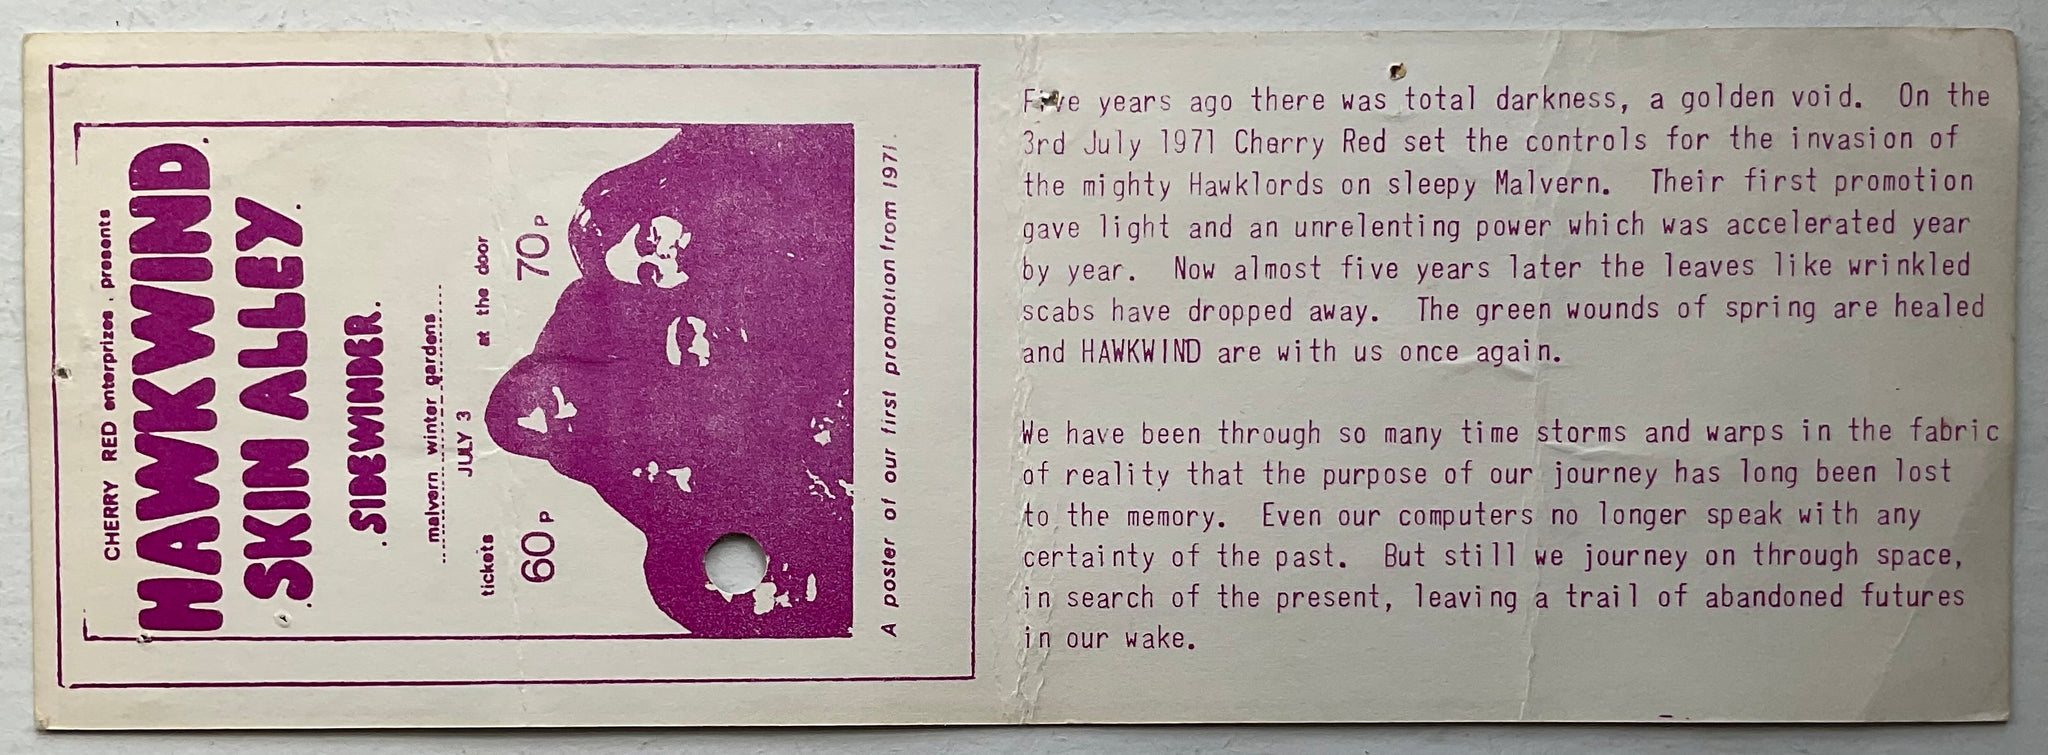 CHERRY RED enterprizes . presents
HAWKWIND.
.SKIN ALLEY.
.SIDEWINDER.
malvern winter gardens
JULY 3
tickets at the door
60p 70p
A poster of our first promotion from 1971.
Five years ago there was total darkness, a golden void. On the
3rd July 1971 Cherry Red set the controls for the invasion of
the mighty Hawklords on sleepy Malvern. Their first promotion
gave light and an unrelenting power which was accelerated year
by year. Now almost five years later the leaves like wrinkled
scabs have dropped away. The green wounds of spring are healed
and HAWKWIND are with us once again.
We have been through so many time storms and warps in the fabric
of reality that the purpose of our journey has long been lost
to the memory. Even our computers no longer speak with any
certainty of the past. But still we journey on through space,
in search of the present, leaving a trail of abandoned futures
in our wake.